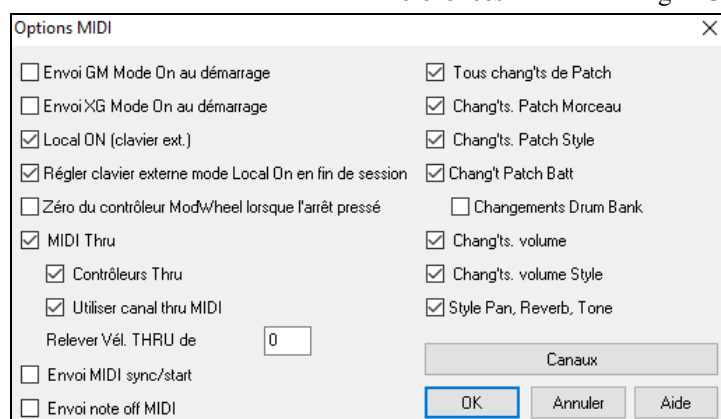 Options MIDI
Envoi GM Mode On au démarrage
Envoi XG Mode On au démarrage
Local ON (clavier ext.)
Régler clavier externe mode Local On en fin de session
Zéro du contrôleur ModWheel lorsque l'arrêt pressé
MIDI Thru
Contrôleurs Thru
Utiliser canal thru MIDI
Relever Vél. THRU de 0
Envoi MIDI sync/start
Envoi note off MIDI
Tous chang'ts de Patch
Chang'ts. Patch Morceau
Chang'ts. Patch Style
Chang't Patch Batt
Changements Drum Bank
Chang'ts. volume
Chang'ts. volume Style
Style Pan, Reverb, Tone
Canaux
OK Annuler Aide